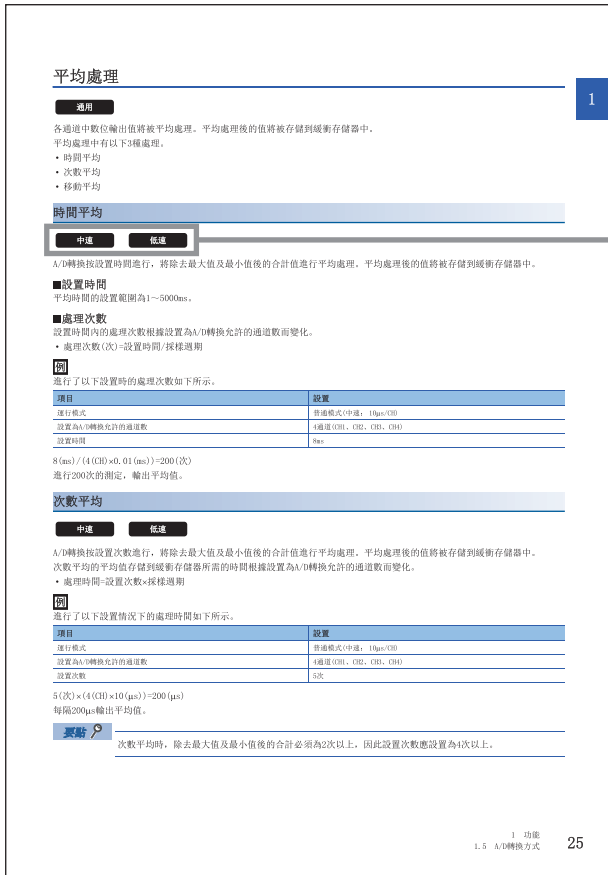 平均處理
1
通用
各通道中數位輸出值將被平均處理。平均處理後的值將被存儲到緩衝存儲器中。
平均處理中有以下3種處理。
• 時間平均
• 次數平均
• 移動平均
時間平均
中速 低速
A/D轉換按設置時間進行，將除去最大值及最小值後的合計值進行平均處理。平均處理後的值將被存儲到緩衝存儲器中。
■設置時間
平均時間的設置範圍為1～5000ms。
■處理次數
設置時間內的處理次數根據設置為A/D轉換允許的通道數而變化。
• 處理次數(次)=設置時間/採樣週期
例
進行了以下設置時的處理次數如下所示。
項目 設置
運行模式 普通模式(中速: 10μs/CH)
設置為A/D轉換允許的通道數 4通道(CH1、CH2、CH3、CH4)
設置時間 8ms
8(ms)/(4(CH)×0.01(ms))=200(次)
進行200次的測定，輸出平均值。
次數平均
中速 低速
A/D轉換按設置次數進行，將除去最大值及最小值後的合計值進行平均處理。平均處理後的值將被存儲到緩衝存儲器中。
次數平均的平均值存儲到緩衝存儲器所需的時間根據設置為A/D轉換允許的通道數而變化。
• 處理時間=設置次數×採樣週期
例
進行了以下設置情況下的處理時間如下所示。
項目 設置
運行模式 普通模式(中速: 10μs/CH)
設置為A/D轉換允許的通道數 4通道(CH1、CH2、CH3、CH4)
設置次數 5次
5(次)×(4(CH)×10(μs))=200(μs)
每隔200μs輸出平均值。
要點
次數平均時，除去最大值及最小值後的合計必須為2次以上，因此設置次數應設置為4次以上。
1 功能
1.5 A/D轉換方式 25